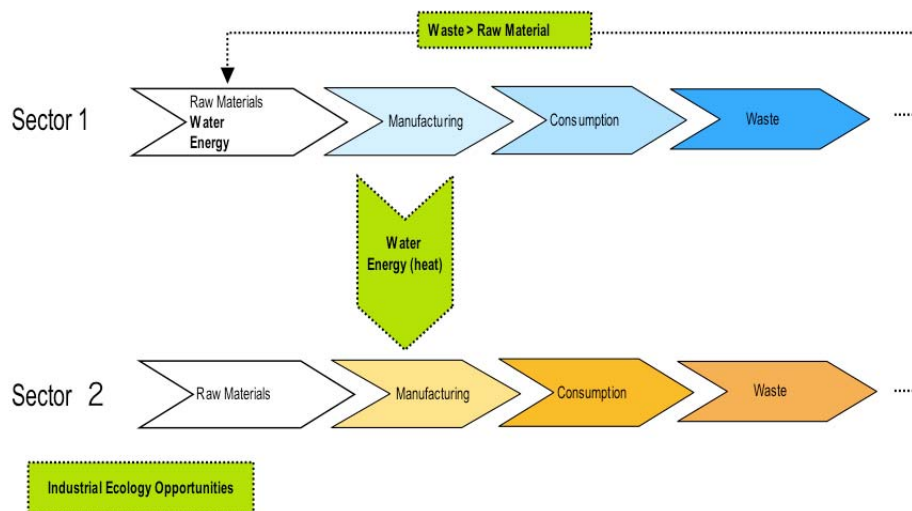 Waste > Raw Material
Sector 1
Raw Materials
Water
Energy
Manufacturing
Consumption
Waste
Water
Energy (heat)
Sector 2
Raw Materials
Manufacturing
Consumption
Waste
Industrial Ecology Opportunities